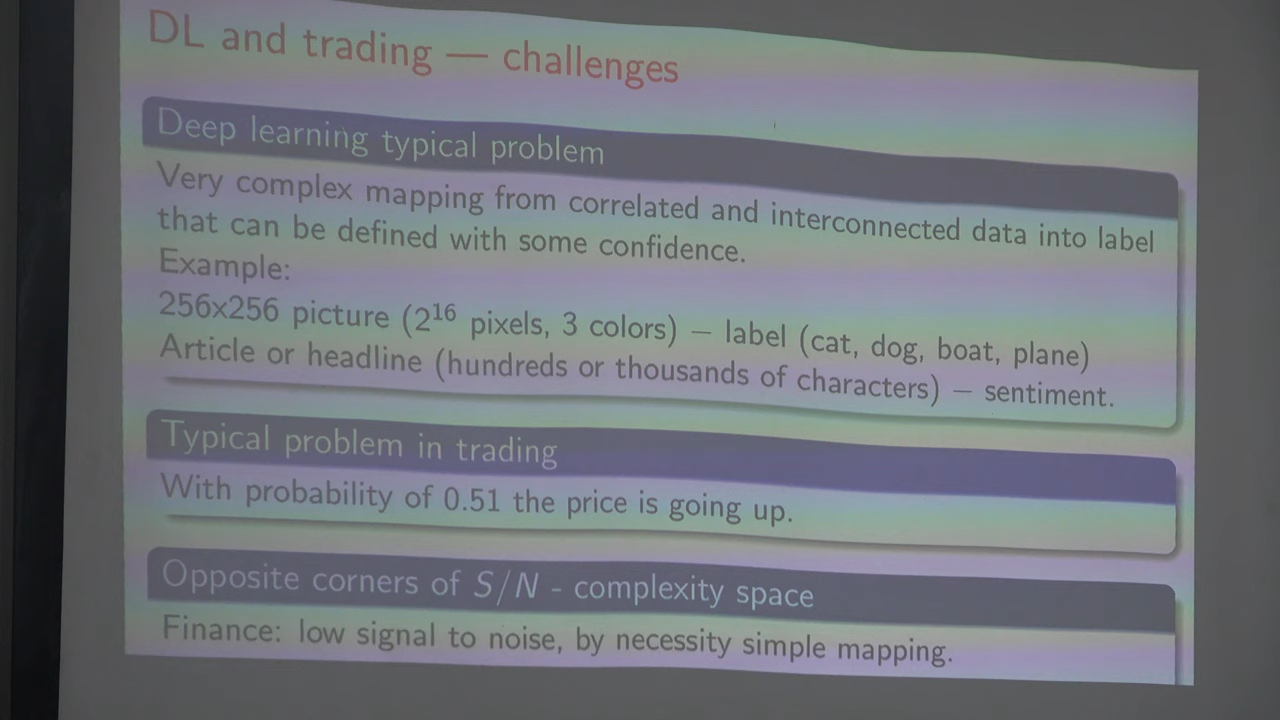 DL and trading — challenges
Deep learning typical problem
Very complex mapping from correlated and interconnected data into label
that can be defined with some confidence.
Example:
256x256 picture (2^16 pixels, 3 colors) – label (cat, dog, boat, plane)
Article or headline (hundreds or thousands of characters) – sentiment.
Typical problem in trading
With probability of 0.51 the price is going up.
Opposite corners of S/N - complexity space
Finance: low signal to noise, by necessity simple mapping.